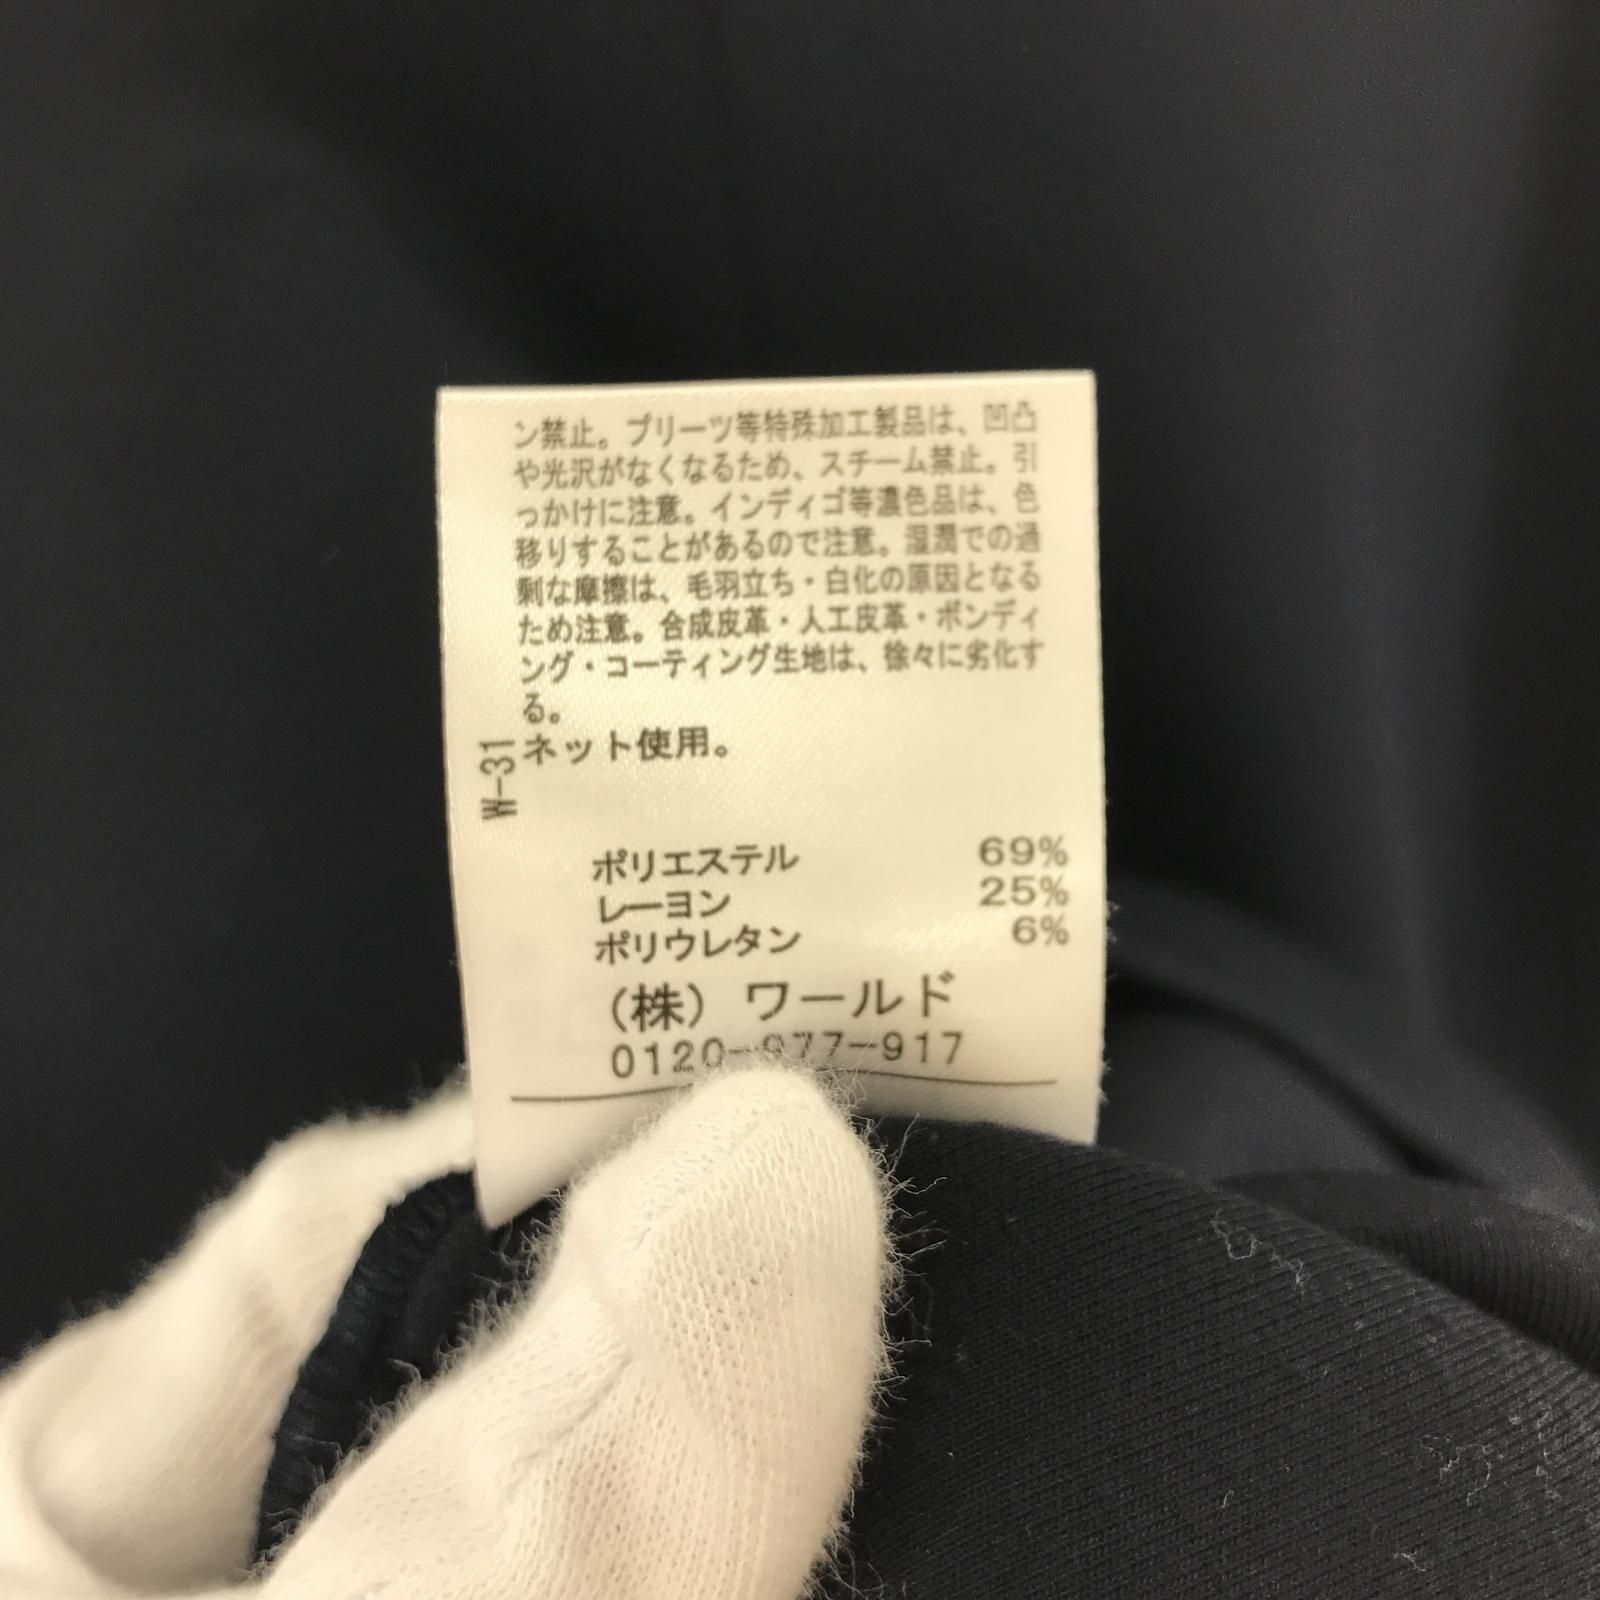 ン禁止。プリーツ等特殊加工製品は、凹凸
や光沢がなくなるため、スチーム禁止。引
っかけに注意。インディゴ等濃色品は、色
移りすることがあるので注意。湿潤での過
剰な摩擦は、毛羽立ち・白化の原因となる
ため注意。合成皮革・人工皮革・ボンディ
ング・コーティング生地は、徐々に劣化す
る。
ネット使用。
W-31
ポリエステル 69%
レーヨン 25%
ポリウレタン 6%
(株) ワールド
0120-977-917